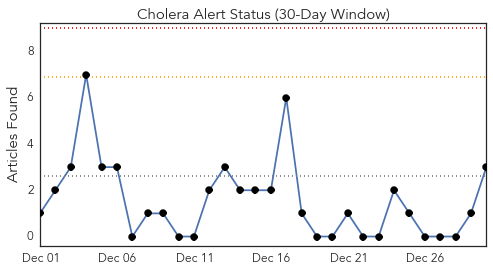 Cholera Alert Status (30-Day Window)
Articles Found
8
6
4
2
0
Dec 01 Dec 06 Dec 11 Dec 16 Dec 21 Dec 26